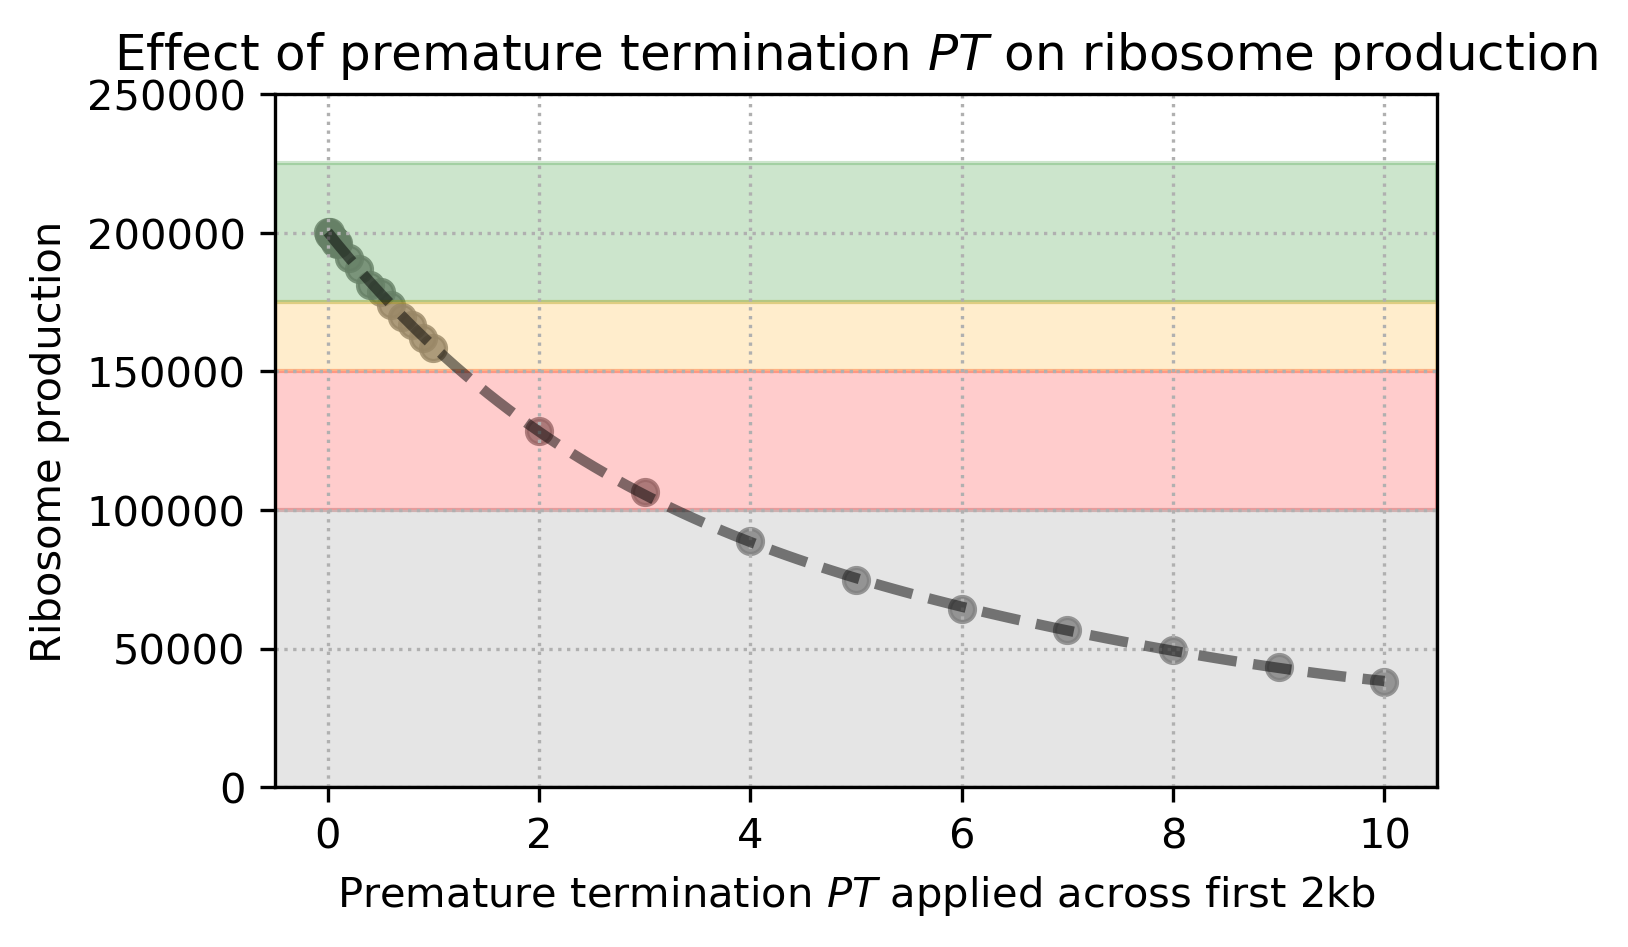 Effect of premature termination PT on ribosome production
250000
200000
150000
100000
50000
0
Ribosome production
0 2 4 6 8 10
Premature termination PT applied across first 2kb